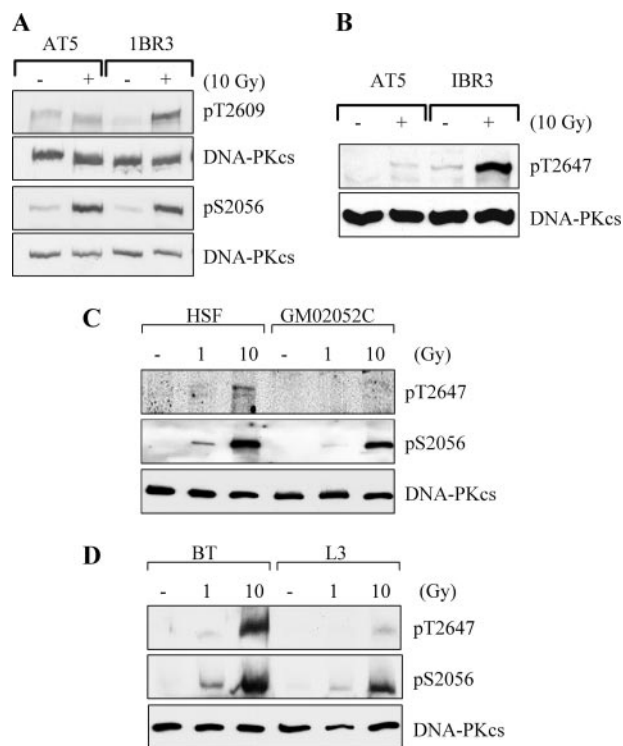 A
AT5 1BR3
- + - + (10 Gy)
pT2609
DNA-PKcs
pS2056
DNA-PKcs
B
AT5 IBR3
- + - + (10 Gy)
pT2647
DNA-PKcs
C
HSF GM02052C
- 1 10 - 1 10 (Gy)
pT2647
pS2056
DNA-PKcs
D
BT L3
- 1 10 - 1 10 (Gy)
pT2647
pS2056
DNA-PKcs